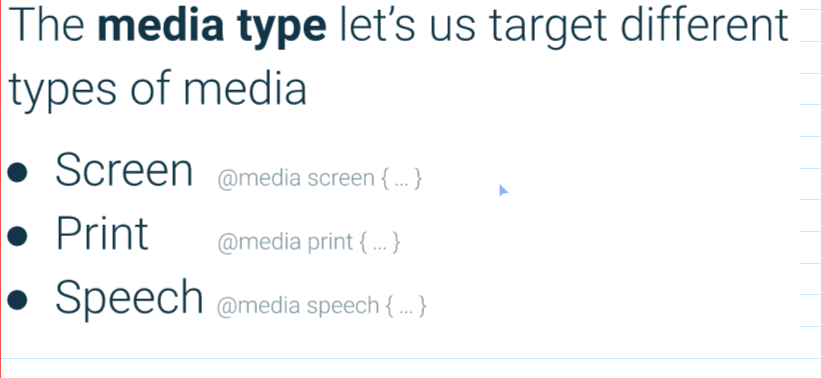 The media type let's us target different
types of media
● Screen @media screen { ... }
● Print @media print { ... }
● Speech @media speech { ... }